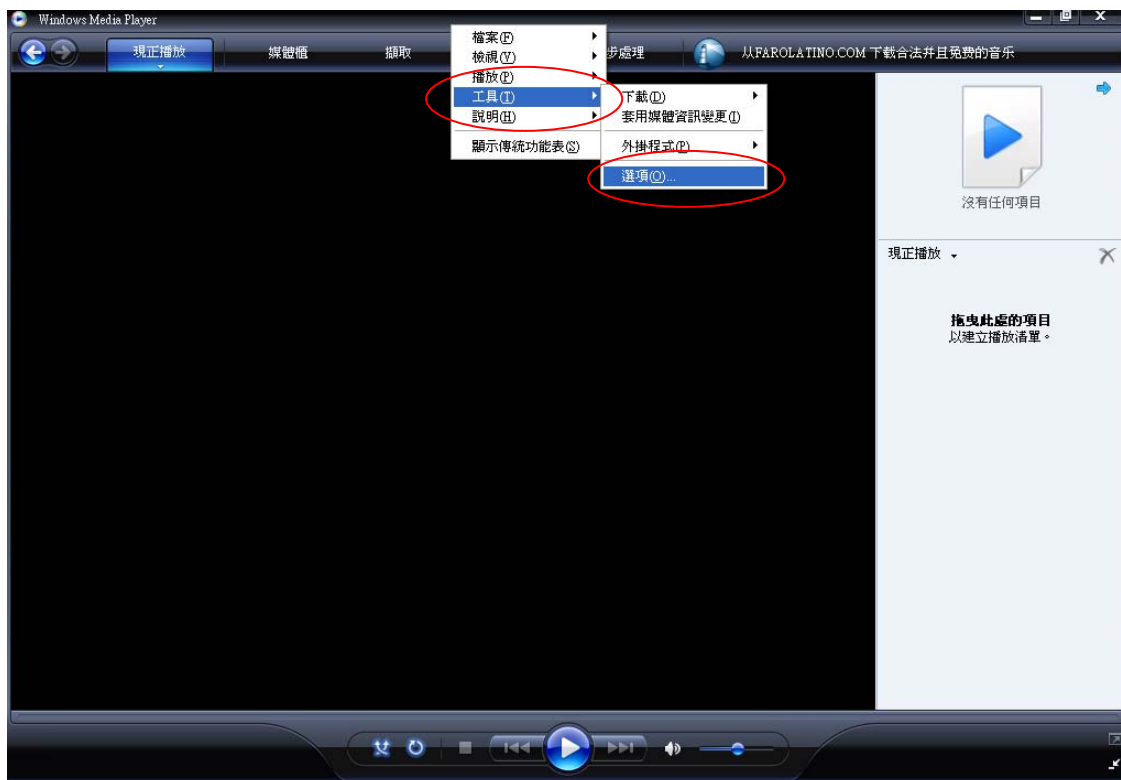 Windows Media Player
現正播放
媒體櫃
擷取
步處理
从FAROLATINO.COM 下载合法并且免费的音乐
檔案(F)
檢視(V)
播放(P)
工具(T)
說明(H)
顯示傳統功能表(S)
下載(D)
套用媒體資訊變更(I)
外掛程式(P)
選項(O)...
沒有任何項目
現正播放
拖曳此處的項目
以建立播放清單。